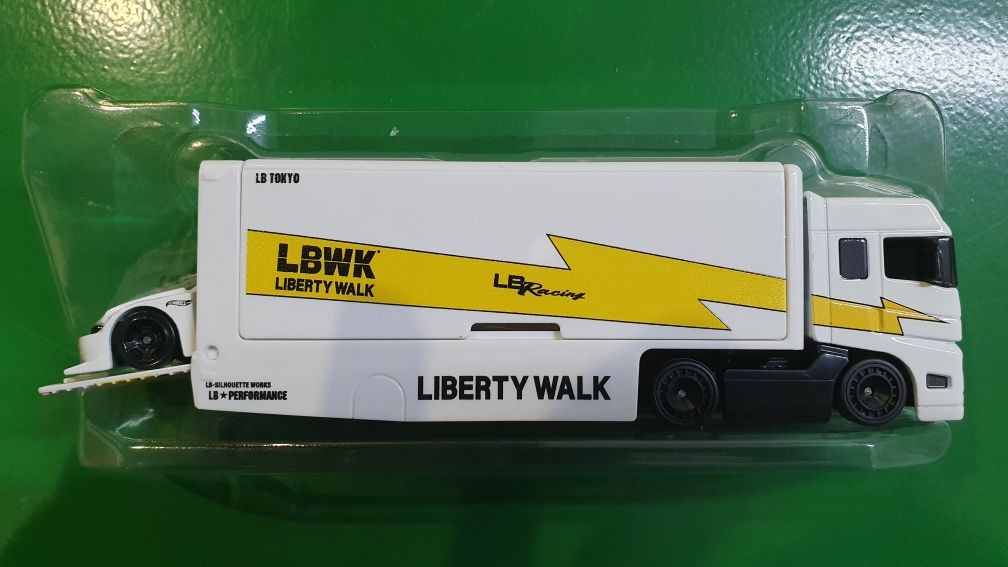 LB TOKYO
LBWK
LIBERTY WALK
LB Racing
LB-SILHOUETTE WORKS
LB★PERFORMANCE
LIBERTY WALK